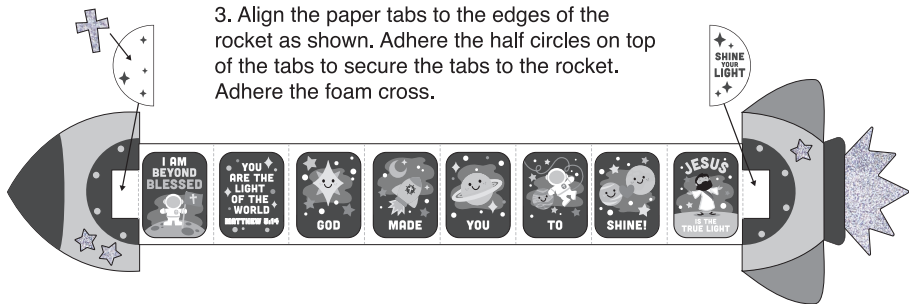 3. Align the paper tabs to the edges of the
rocket as shown. Adhere the half circles on top
of the tabs to secure the tabs to the rocket.
Adhere the foam cross.
SHINE
YOUR
LIGHT
I AM
BEYOND
BLESSED
YOU
ARE THE
LIGHT
OF THE
WORLD
MATTHEW 5:14
GOD
MADE
YOU
TO
SHINE!
JESUS
IS THE
TRUE LIGHT